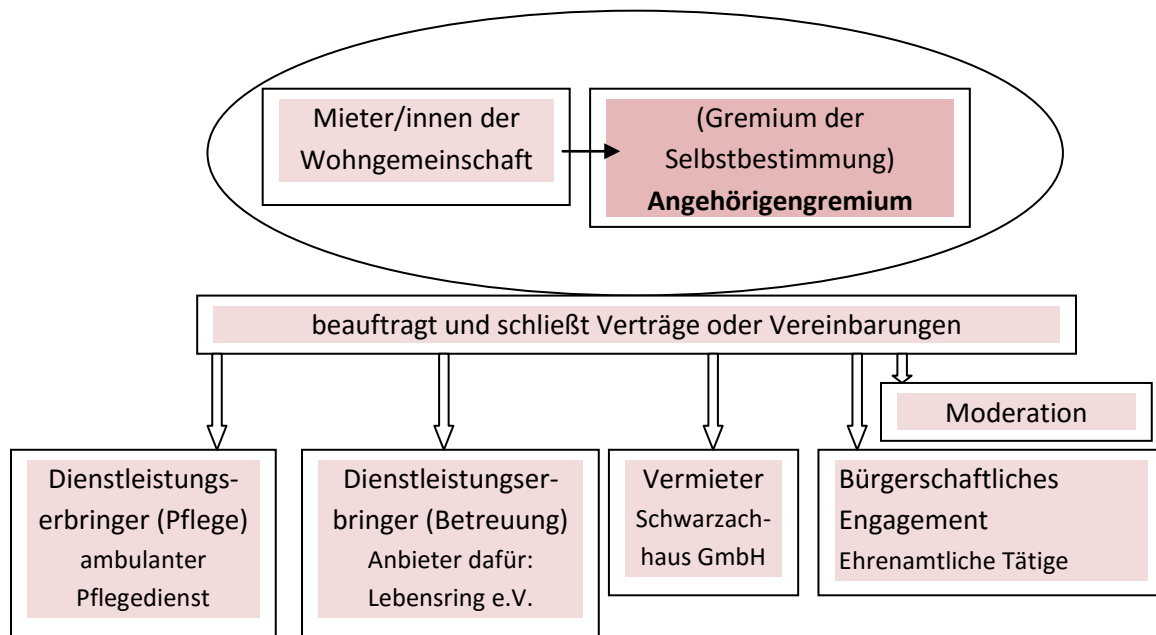 Mieter/innen der
Wohngemeinschaft
(Gremium der
Selbstbestimmung)
Angehörigengremium
beauftragt und schließt Verträge oder Vereinbarungen
Moderation
Dienstleistungs-
erbringer (Pflege)
ambulanter
Pflegedienst
Dienstleistungser-
bringer (Betreuung)
Anbieter dafür:
Lebensring e.V.
Vermieter
Schwarzach-
haus GmbH
Bürgerschaftliches
Engagement
Ehrenamtliche Tätige